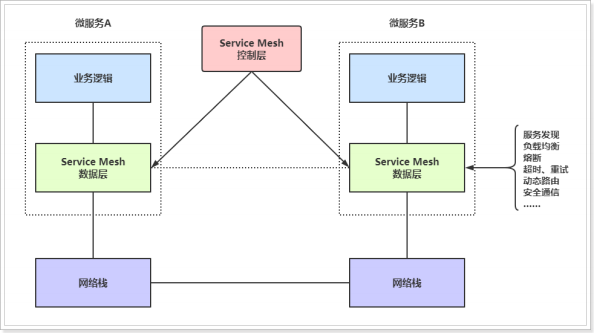 微服务A
微服务B
Service Mesh
控制层
业务逻辑
业务逻辑
Service Mesh
数据层
Service Mesh
数据层
服务发现
负载均衡
熔断
超时、重试
动态路由
安全通信
……
网络栈
网络栈